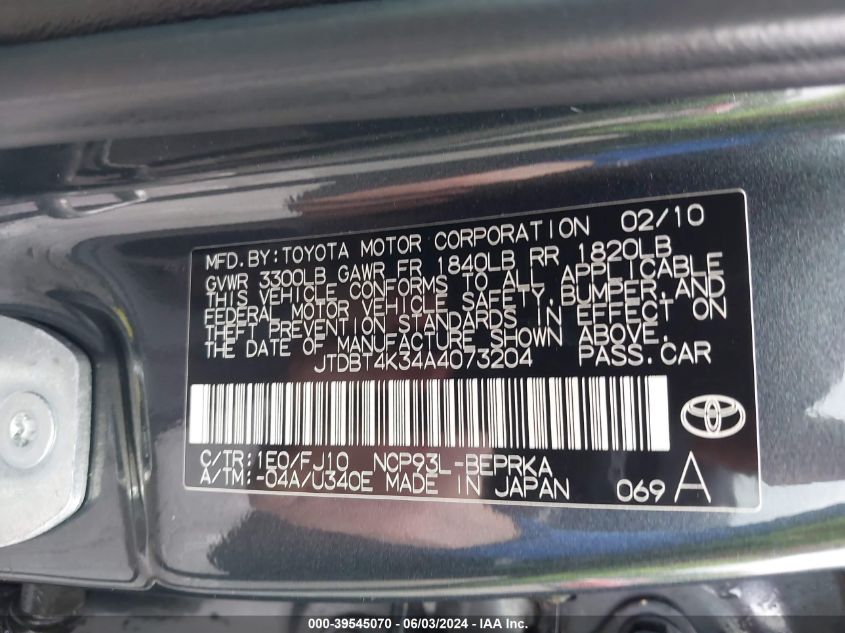 MFD.BY:TOYOTA MOTOR CORPORATION 02/10
GVWR 3300LB GAWR FR 1840LB RR 1820LB
THIS VEHICLE CONFORMS TO ALL APPLICABLE
FEDERAL MOTOR VEHICLE SAFETY,BUMPER,AND
THEFT PREVENTION STANDARDS IN EFFECT ON
THE DATE OF MANUFACTURE SHOWN ABOVE.
JTDBT4K34A4073204 PASS.CAR
C/TR:1E0/FJ10 NCP93L-BEPRKA
A/TM:-04A/U340E MADE IN JAPAN 069 A
000-39545070 - 06/03/2024 - IAA Inc.